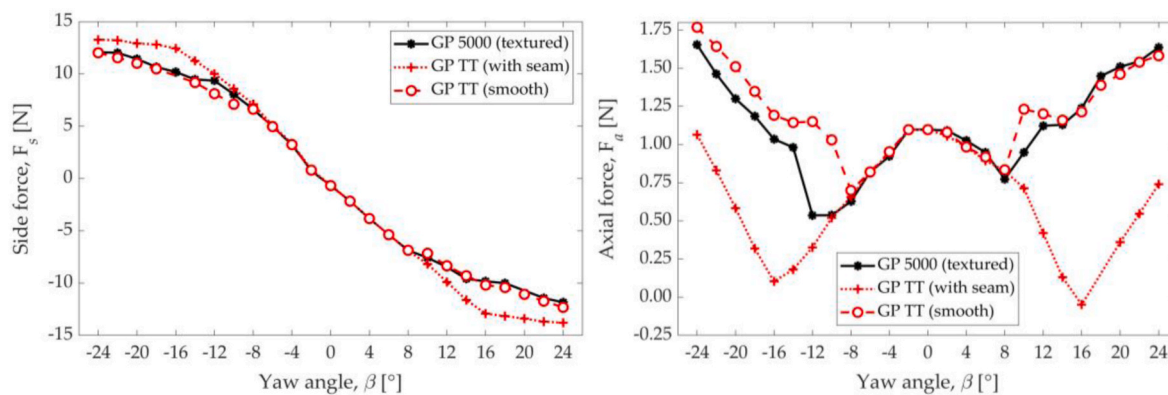 15
10
5
0
-5
-10
-15
Side force, F_s [N]
GP 5000 (textured)
GP TT (with seam)
GP TT (smooth)
-24 -20 -16 -12 -8 -4 0 4 8 12 16 20 24
Yaw angle, β [°]
1.75
1.50
1.25
1.00
0.75
0.50
0.25
0.00
-0.25
Axial force, F_a [N]
GP 5000 (textured)
GP TT (with seam)
GP TT (smooth)
-24 -20 -16 -12 -8 -4 0 4 8 12 16 20 24
Yaw angle, β [°]